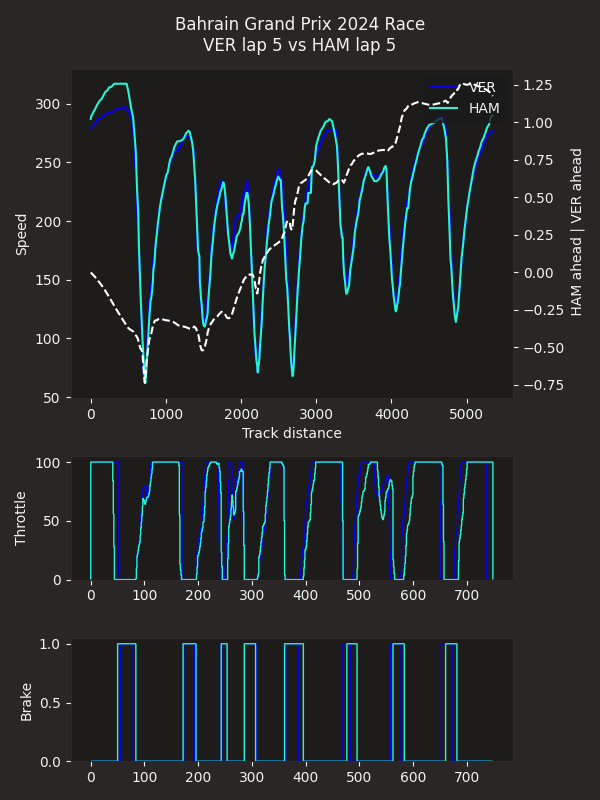 Bahrain Grand Prix 2024 Race
VER lap 5 vs HAM lap 5
VER
HAM
300
250
200
150
100
50
Speed
1.25
1.00
0.75
0.50
0.25
0.00
−0.25
−0.50
−0.75
HAM ahead | VER ahead
0 1000 2000 3000 4000 5000
Track distance
100
50
0
Throttle
0 100 200 300 400 500 600 700
1.0
0.5
0.0
Brake
0 100 200 300 400 500 600 700